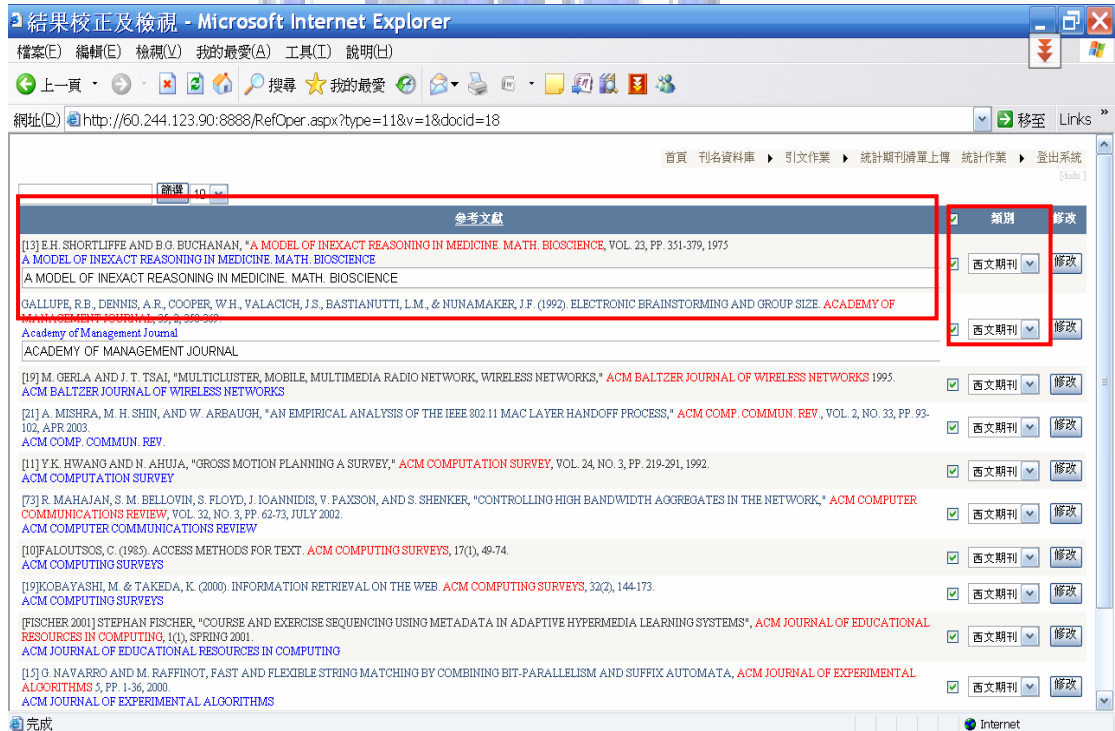 結果校正及檢視 - Microsoft Internet Explorer
檔案(F) 編輯(E) 檢視(V) 我的最愛(A) 工具(T) 說明(H)
上一頁 搜尋 我的最愛
網址(D) http://60.244.123.90:8888/RefOper.aspx?type=11&v=1&docid=18 移至 Links »
首頁 刊名資料庫 ▶ 引文作業 ▶ 統計期刊清單上傳 統計作業 ▶ 登出系統
[dudu ]
篩選 10
參考文獻 類別 修改
[13] E.H. SHORTLIFFE AND B.G. BUCHANAN, "A MODEL OF INEXACT REASONING IN MEDICINE. MATH. BIOSCIENCE, VOL. 23, PP. 351-379, 1975
A MODEL OF INEXACT REASONING IN MEDICINE. MATH. BIOSCIENCE
西文期刊 修改
A MODEL OF INEXACT REASONING IN MEDICINE. MATH. BIOSCIENCE
GALLUPE, R.B., DENNIS, A.R., COOPER, W.H., VALACICH, J.S., BASTIANUTTI, L.M., & NUNAMAKER, J.F. (1992). ELECTRONIC BRAINSTORMING AND GROUP SIZE. ACADEMY OF
MANAGEMENT JOURNAL, 35, 2, 350-369.
Academy of Management Journal
西文期刊 修改
ACADEMY OF MANAGEMENT JOURNAL
[19] M. GERLA AND J. T. TSAI, "MULTICLUSTER, MOBILE, MULTIMEDIA RADIO NETWORK, WIRELESS NETWORKS," ACM BALTZER JOURNAL OF WIRELESS NETWORKS 1995.
ACM BALTZER JOURNAL OF WIRELESS NETWORKS
西文期刊 修改
[21] A. MISHRA, M. H. SHIN, AND W. ARBAUGH, "AN EMPIRICAL ANALYSIS OF THE IEEE 802.11 MAC LAYER HANDOFF PROCESS," ACM COMP. COMMUN. REV., VOL. 2, NO. 33, PP. 93-
102, APR 2003.
ACM COMP. COMMUN. REV.
西文期刊 修改
[11] Y.K. HWANG AND N. AHUJA, "GROSS MOTION PLANNING A SURVEY," ACM COMPUTATION SURVEY, VOL. 24, NO. 3, PP. 219-291, 1992.
ACM COMPUTATION SURVEY
西文期刊 修改
[73] R. MAHAJAN, S. M. BELLOVIN, S. FLOYD, J. IOANNIDIS, V. PAXSON, AND S. SHENKER, "CONTROLLING HIGH BANDWIDTH AGGREGATES IN THE NETWORK," ACM COMPUTER
COMMUNICATIONS REVIEW, VOL. 32, NO. 3, PP. 62-73, JULY 2002.
ACM COMPUTER COMMUNICATIONS REVIEW
西文期刊 修改
[10]FALOUTSOS, C. (1985). ACCESS METHODS FOR TEXT. ACM COMPUTING SURVEYS, 17(1), 49-74.
ACM COMPUTING SURVEYS
西文期刊 修改
[19]KOBAYASHI, M. & TAKEDA, K. (2000). INFORMATION RETRIEVAL ON THE WEB. ACM COMPUTING SURVEYS, 32(2), 144-173.
ACM COMPUTING SURVEYS
西文期刊 修改
[FISCHER 2001] STEPHAN FISCHER, "COURSE AND EXERCISE SEQUENCING USING METADATA IN ADAPTIVE HYPERMEDIA LEARNING SYSTEMS", ACM JOURNAL OF EDUCATIONAL
RESOURCES IN COMPUTING, 1(1), SPRING 2001.
ACM JOURNAL OF EDUCATIONAL RESOURCES IN COMPUTING
西文期刊 修改
[15] G. NAVARRO AND M. RAFFINOT, FAST AND FLEXIBLE STRING MATCHING BY COMBINING BIT-PARALLELISM AND SUFFIX AUTOMATA, ACM JOURNAL OF EXPERIMENTAL
ALGORITHMS 5, PP. 1-36, 2000.
ACM JOURNAL OF EXPERIMENTAL ALGORITHMS
西文期刊 修改
完成 Internet